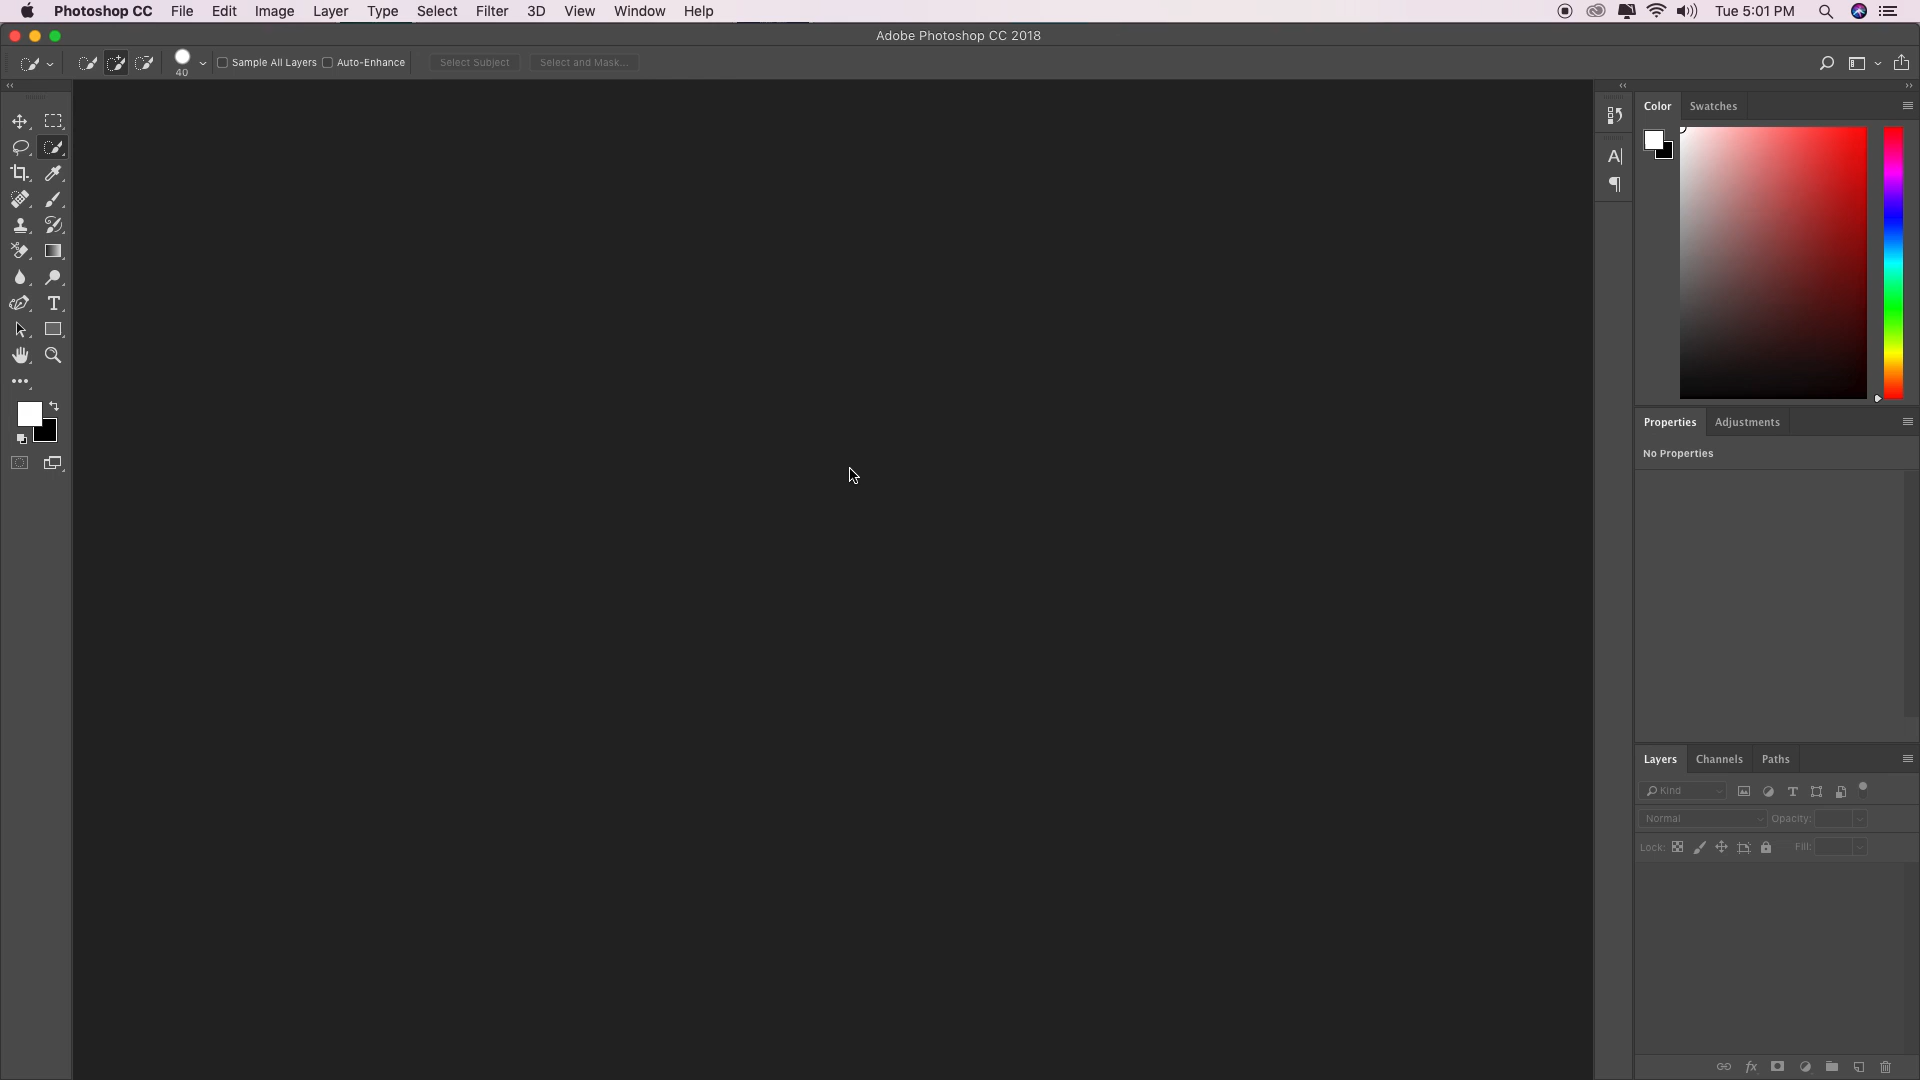 Photoshop CC File Edit Image Layer Type Select Filter 3D View Window Help Tue 5:01 PM
Adobe Photoshop CC 2018
40 Sample All Layers Auto-Enhance Select Subject Select and Mask...
Color Swatches
Properties Adjustments
No Properties
Layers Channels Paths
Kind
Normal Opacity:
Lock: Fill:
fx